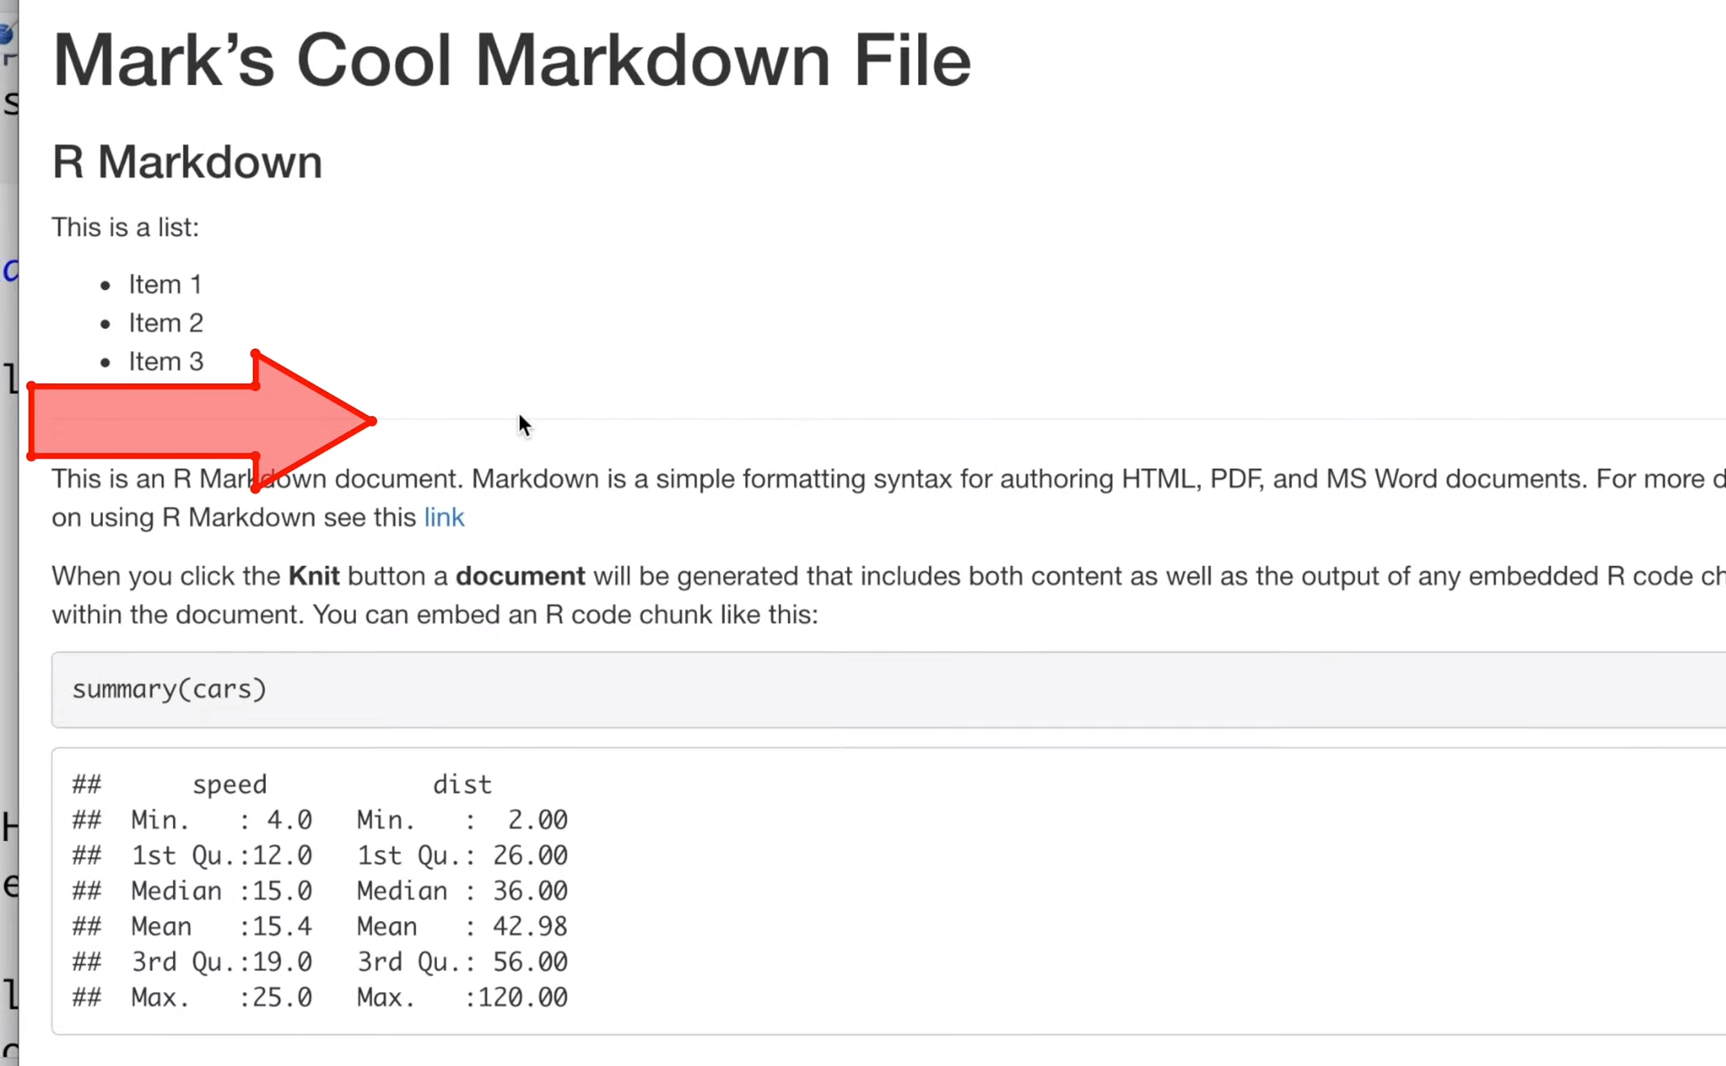 Mark’s Cool Markdown File
R Markdown
This is a list:
• Item 1
• Item 2
• Item 3
This is an R Markdown document. Markdown is a simple formatting syntax for authoring HTML, PDF, and MS Word documents. For more
on using R Markdown see this link
When you click the Knit button a document will be generated that includes both content as well as the output of any embedded R code
within the document. You can embed an R code chunk like this:
summary(cars)
##      speed           dist
##  Min.   : 4.0   Min.   :  2.00
##  1st Qu.:12.0   1st Qu.: 26.00
##  Median :15.0   Median : 36.00
##  Mean   :15.4   Mean   : 42.98
##  3rd Qu.:19.0   3rd Qu.: 56.00
##  Max.   :25.0   Max.   :120.00